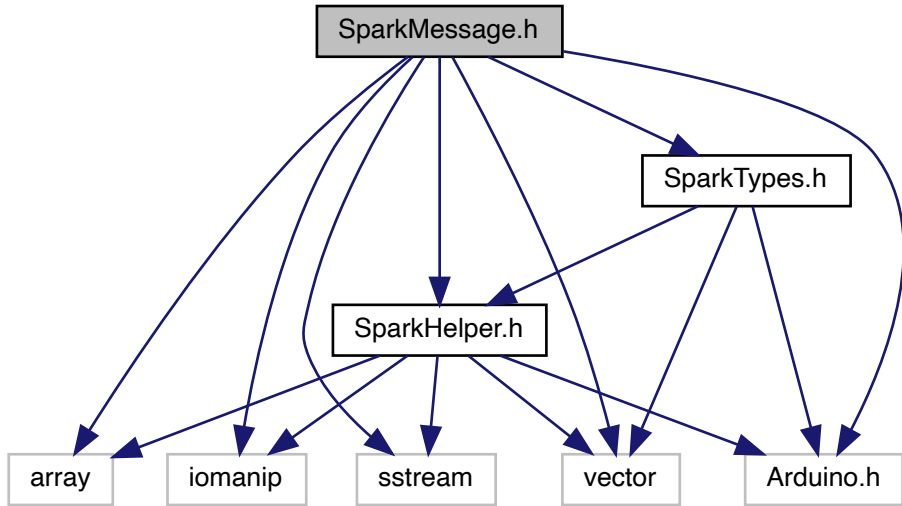 SparkMessage.h
SparkTypes.h
SparkHelper.h
array
iomanip
sstream
vector
Arduino.h